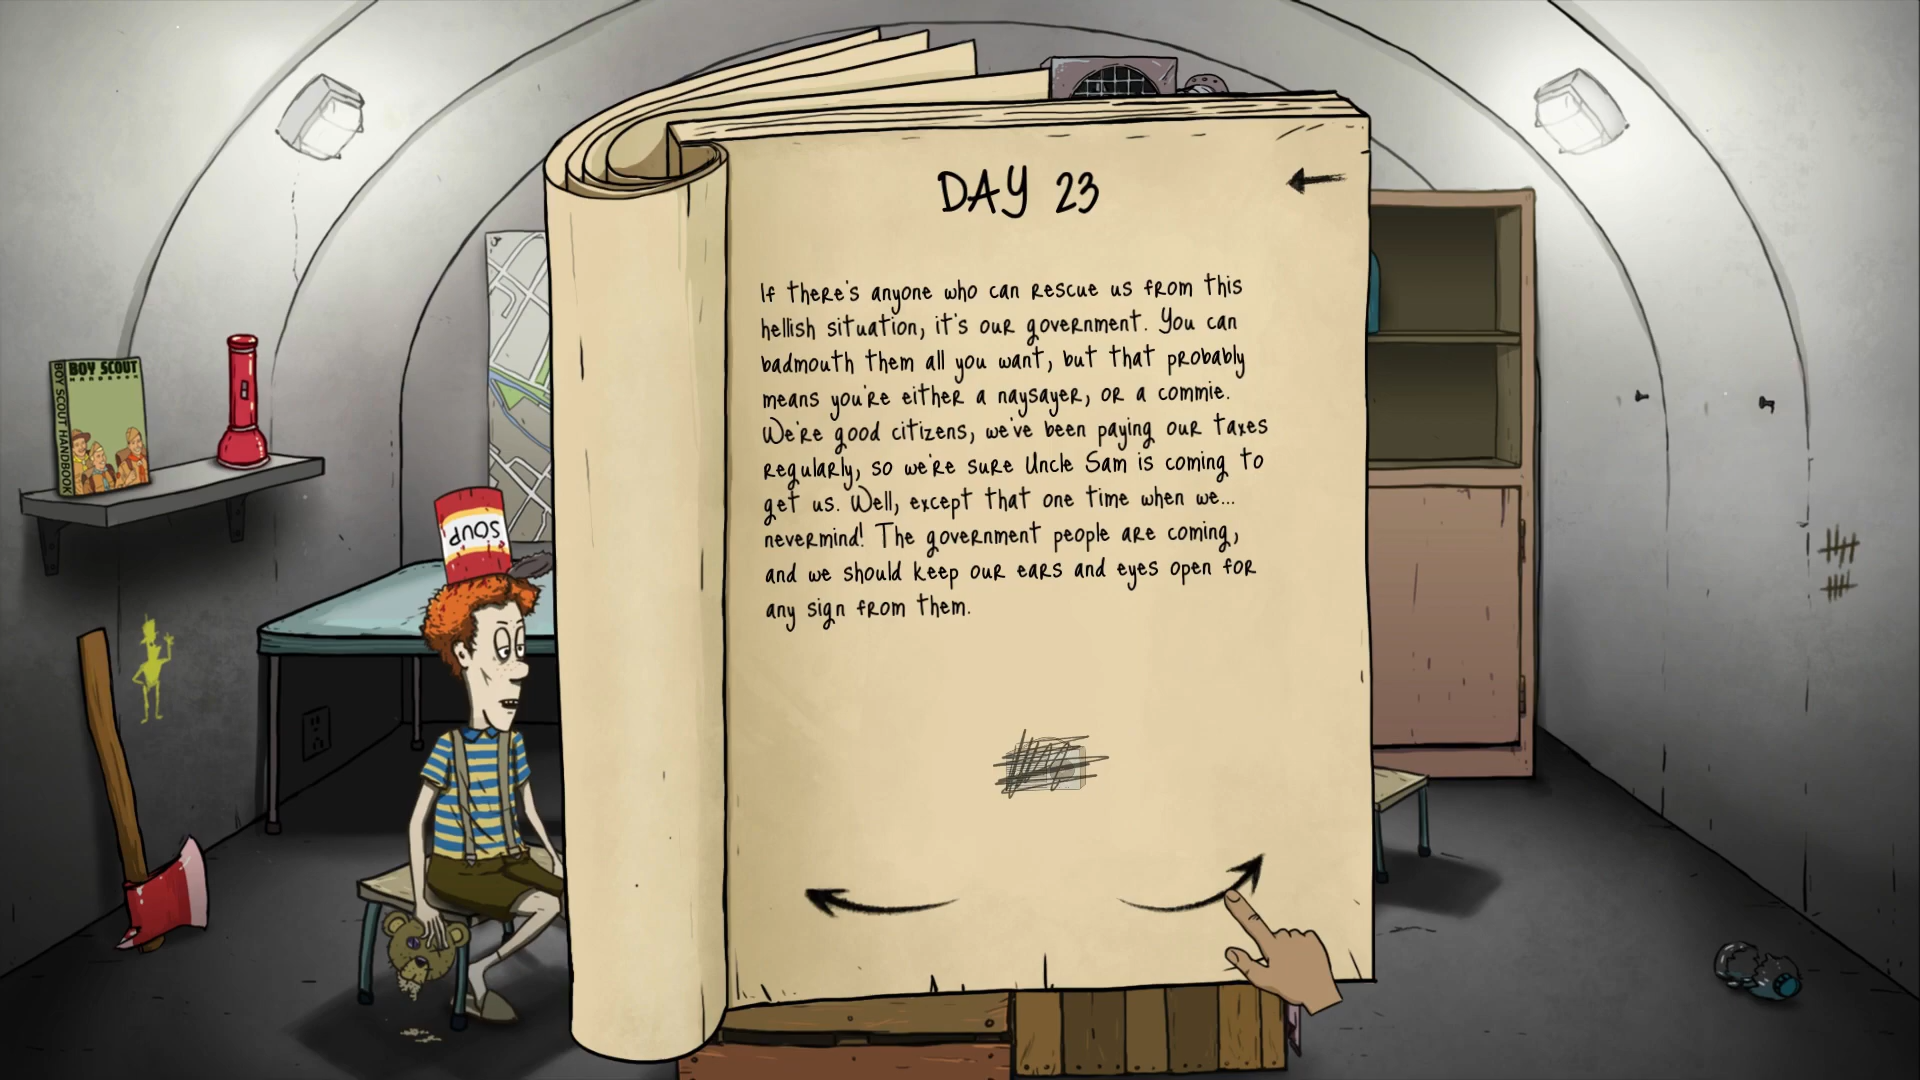 DAY 23
If there's anyone who can rescue us from this
hellish situation, it's our government. You can
badmouth them all you want, but that probably
means you're either a naysayer, or a commie.
We're good citizens, we've been paying our taxes
regularly, so we're sure Uncle Sam is coming to
get us. Well, except that one time when we...
nevermind! The government people are coming,
and we should keep our ears and eyes open for
any sign from them.
BOY SCOUT
HANDBOOK
BOY SCOUT HANDBOOK
SOUP